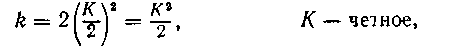 k = 2(K/2)² = K²/2, K — четное,